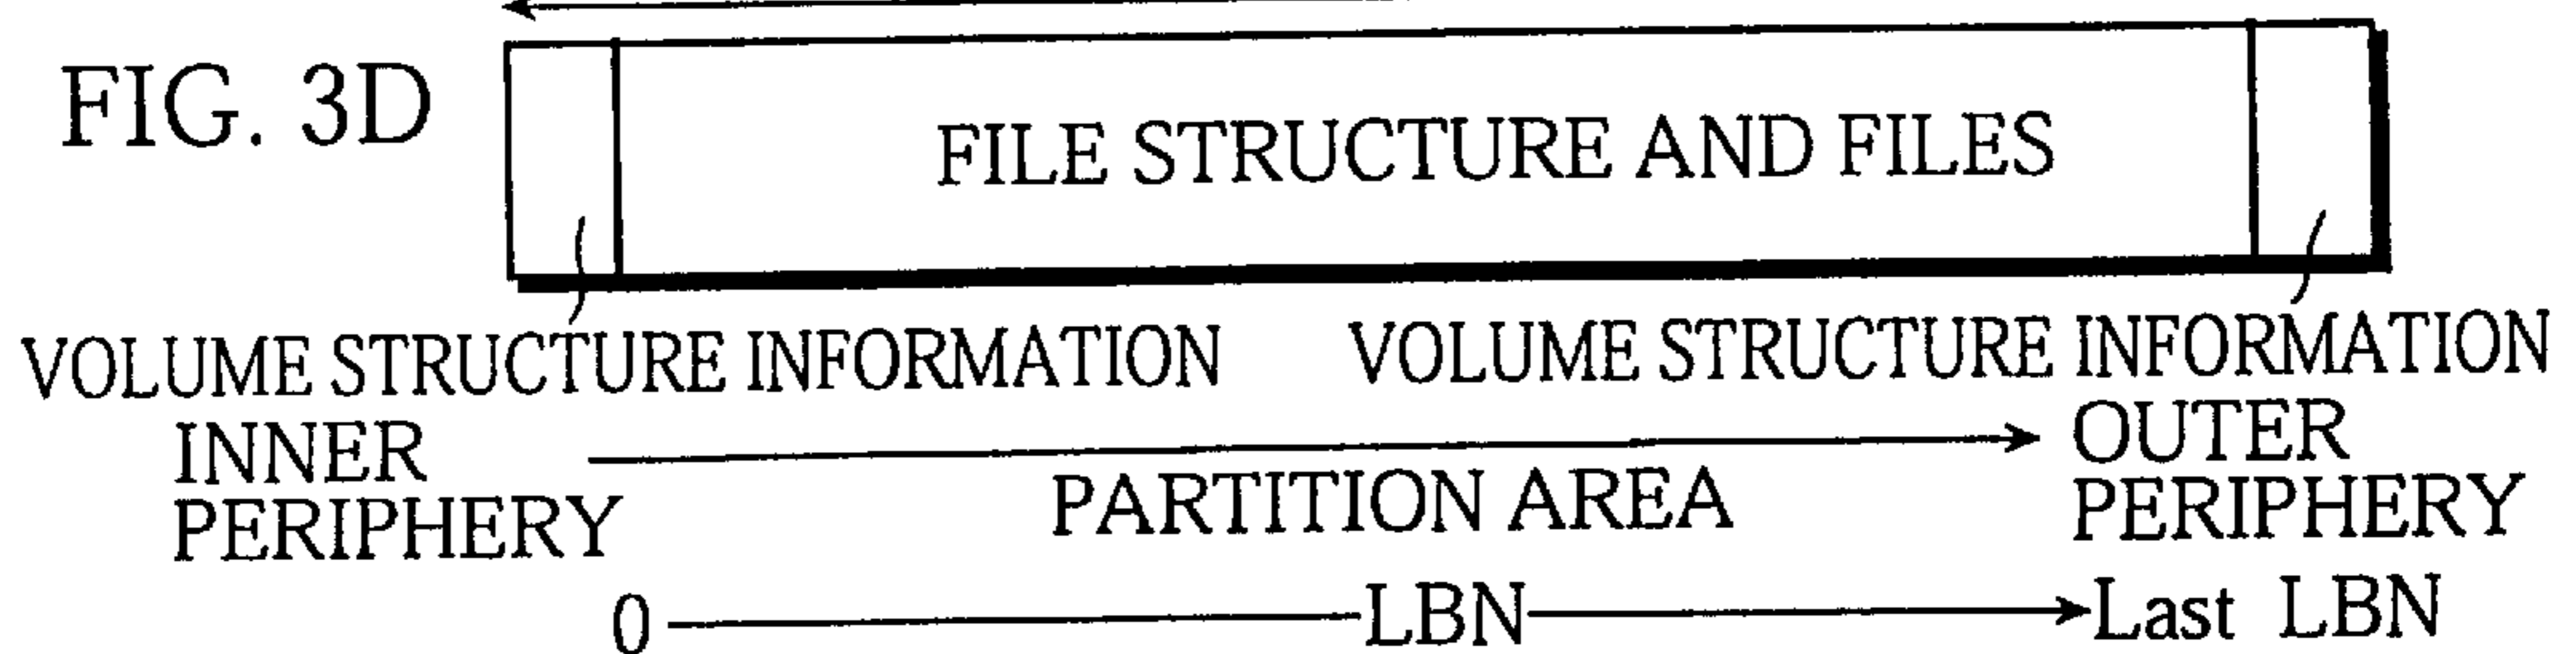 FIG. 3D
FILE STRUCTURE AND FILES
VOLUME STRUCTURE INFORMATION VOLUME STRUCTURE INFORMATION
INNER PERIPHERY
OUTER PERIPHERY
PARTITION AREA
0 LBN Last LBN